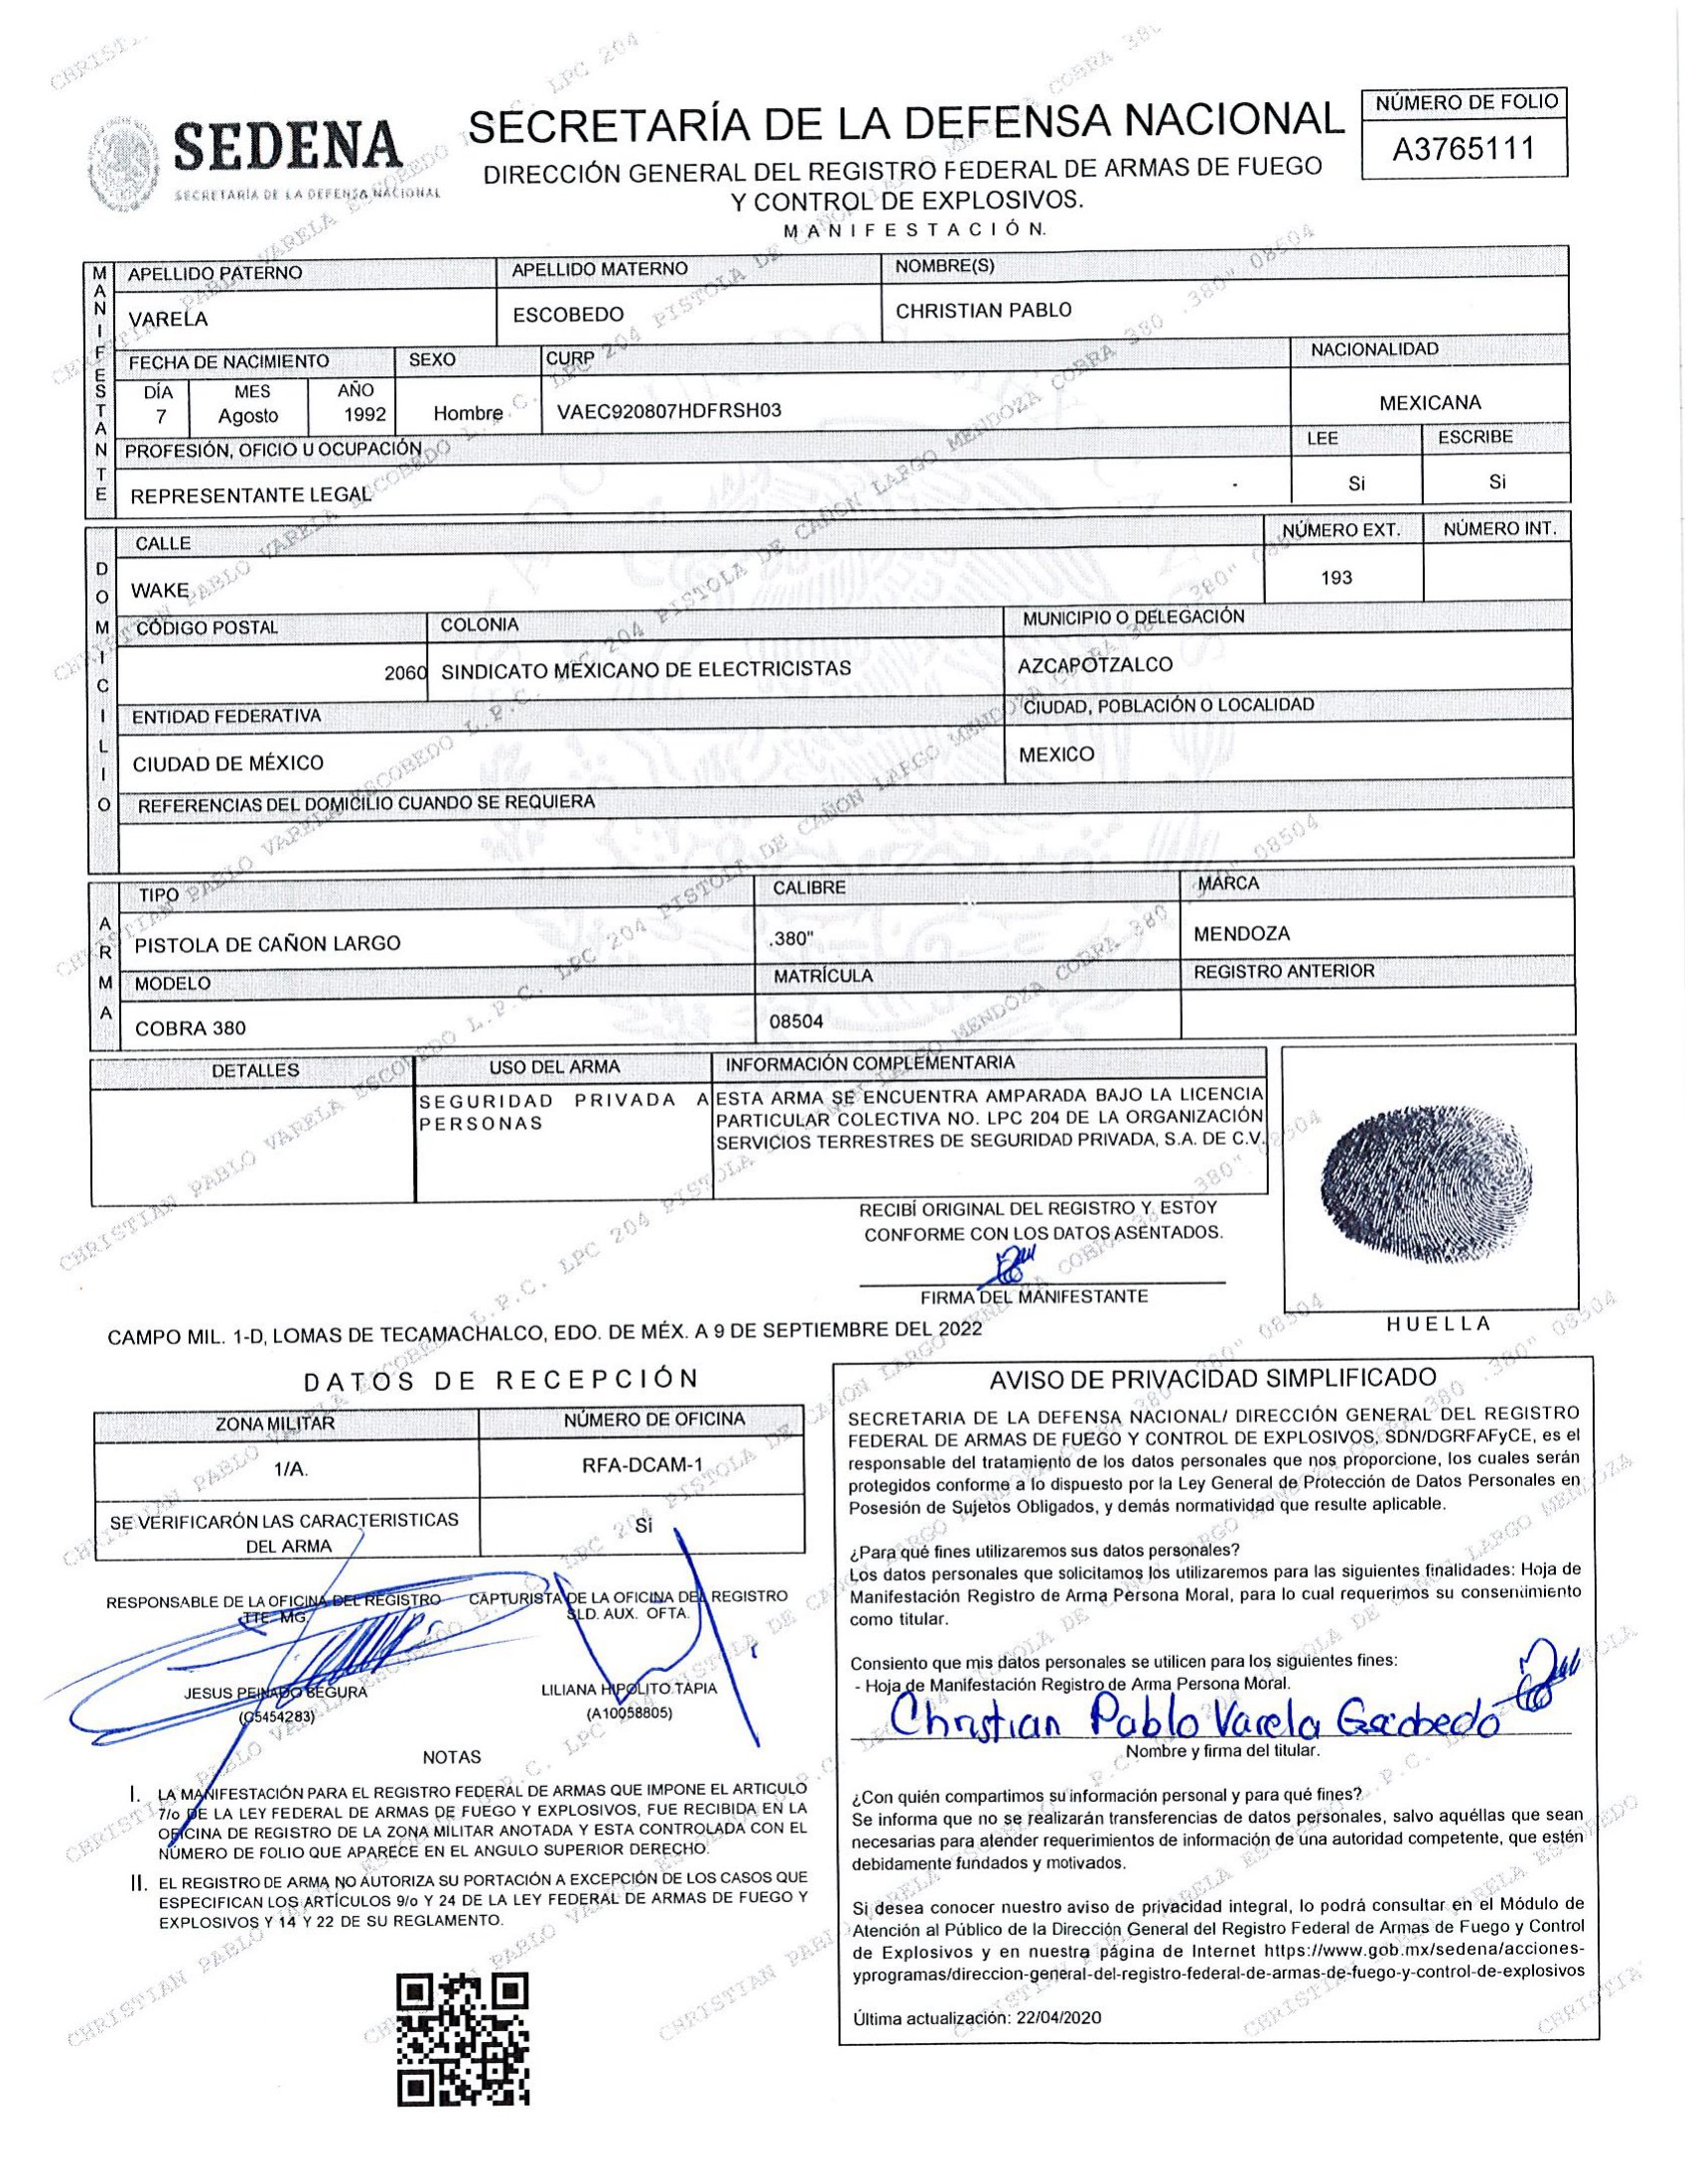 SEDENA
SECRETARÍA DE LA DEFENSA NACIONAL
SECRETARÍA DE LA DEFENSA NACIONAL
DIRECCIÓN GENERAL DEL REGISTRO FEDERAL DE ARMAS DE FUEGO
Y CONTROL DE EXPLOSIVOS.
MANIFESTACIÓN.
NÚMERO DE FOLIO
A3765111
MANIFESTANTE
APELLIDO PATERNO APELLIDO MATERNO NOMBRE(S)
VARELA ESCOBEDO CHRISTIAN PABLO
FECHA DE NACIMIENTO SEXO CURP NACIONALIDAD
DÍA MES AÑO
7 Agosto 1992 Hombre VAEC920807HDFRSH03 MEXICANA
PROFESIÓN, OFICIO U OCUPACIÓN LEE ESCRIBE
REPRESENTANTE LEGAL Si Si
DOMICILIO
CALLE NÚMERO EXT. NÚMERO INT.
WAKE 193
CÓDIGO POSTAL COLONIA MUNICIPIO O DELEGACIÓN
2060 SINDICATO MEXICANO DE ELECTRICISTAS AZCAPOTZALCO
ENTIDAD FEDERATIVA CIUDAD, POBLACIÓN O LOCALIDAD
CIUDAD DE MÉXICO MEXICO
REFERENCIAS DEL DOMICILIO CUANDO SE REQUIERA
ARMA
TIPO CALIBRE MARCA
PISTOLA DE CAÑON LARGO .380" MENDOZA
MODELO MATRÍCULA REGISTRO ANTERIOR
COBRA 380 08504
DETALLES USO DEL ARMA INFORMACIÓN COMPLEMENTARIA
SEGURIDAD PRIVADA A PERSONAS
ESTA ARMA SE ENCUENTRA AMPARADA BAJO LA LICENCIA
PARTICULAR COLECTIVA NO. LPC 204 DE LA ORGANIZACIÓN
SERVICIOS TERRESTRES DE SEGURIDAD PRIVADA, S.A. DE C.V.
RECIBÍ ORIGINAL DEL REGISTRO Y ESTOY
CONFORME CON LOS DATOS ASENTADOS.
FIRMA DEL MANIFESTANTE
HUELLA
CAMPO MIL. 1-D, LOMAS DE TECAMACHALCO, EDO. DE MÉX. A 9 DE SEPTIEMBRE DEL 2022
DATOS DE RECEPCIÓN
ZONA MILITAR NÚMERO DE OFICINA
1/A. RFA-DCAM-1
SE VERIFICARÓN LAS CARACTERISTICAS
DEL ARMA
Si
RESPONSABLE DE LA OFICINA DEL REGISTRO
TTE. MG.
JESUS PEINADO SEGURA
(C5454283)
CAPTURISTA DE LA OFICINA DEL REGISTRO
SLD. AUX. OFTA.
LILIANA HIPOLITO TAPIA
(A10058805)
NOTAS
I. LA MANIFESTACIÓN PARA EL REGISTRO FEDERAL DE ARMAS QUE IMPONE EL ARTICULO
7/o DE LA LEY FEDERAL DE ARMAS DE FUEGO Y EXPLOSIVOS, FUE RECIBIDA EN LA
OFICINA DE REGISTRO DE LA ZONA MILITAR ANOTADA Y ESTA CONTROLADA CON EL
NÚMERO DE FOLIO QUE APARECE EN EL ANGULO SUPERIOR DERECHO.
II. EL REGISTRO DE ARMA NO AUTORIZA SU PORTACIÓN A EXCEPCIÓN DE LOS CASOS QUE
ESPECIFICAN LOS ARTÍCULOS 9/o Y 24 DE LA LEY FEDERAL DE ARMAS DE FUEGO Y
EXPLOSIVOS Y 14 Y 22 DE SU REGLAMENTO.
AVISO DE PRIVACIDAD SIMPLIFICADO
SECRETARIA DE LA DEFENSA NACIONAL/ DIRECCIÓN GENERAL DEL REGISTRO
FEDERAL DE ARMAS DE FUEGO Y CONTROL DE EXPLOSIVOS, SDN/DGRFAFyCE, es el
responsable del tratamiento de los datos personales que nos proporcione, los cuales serán
protegidos conforme a lo dispuesto por la Ley General de Protección de Datos Personales en
Posesión de Sujetos Obligados, y demás normatividad que resulte aplicable.
¿Para qué fines utilizaremos sus datos personales?
Los datos personales que solicitamos los utilizaremos para las siguientes finalidades: Hoja de
Manifestación Registro de Arma Persona Moral, para lo cual requerimos su consentimiento
como titular.
Consiento que mis datos personales se utilicen para los siguientes fines:
- Hoja de Manifestación Registro de Arma Persona Moral.
Christian Pablo Varela Escobedo
Nombre y firma del titular.
¿Con quién compartimos su información personal y para qué fines?
Se informa que no se realizarán transferencias de datos personales, salvo aquéllas que sean
necesarias para atender requerimientos de información de una autoridad competente, que estén
debidamente fundados y motivados.
Si desea conocer nuestro aviso de privacidad integral, lo podrá consultar en el Módulo de
Atención al Público de la Dirección General del Registro Federal de Armas de Fuego y Control
de Explosivos y en nuestra página de Internet https://www.gob.mx/sedena/acciones-
yprogramas/direccion-general-del-registro-federal-de-armas-de-fuego-y-control-de-explosivos
Última actualización: 22/04/2020